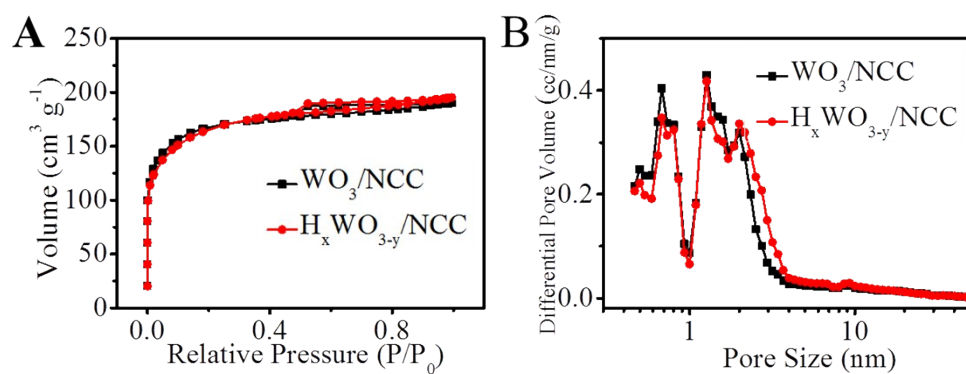 A
Volume (cm³ g⁻¹)
250
200
150
100
50
0
WO₃/NCC
HₓWO₃₋y/NCC
0.0
0.4
0.8
Relative Pressure (P/P₀)
B
Differential Pore Volume (cc/nm/g)
0.4
0.2
0.0
WO₃/NCC
HₓWO₃₋y/NCC
1
10
Pore Size (nm)